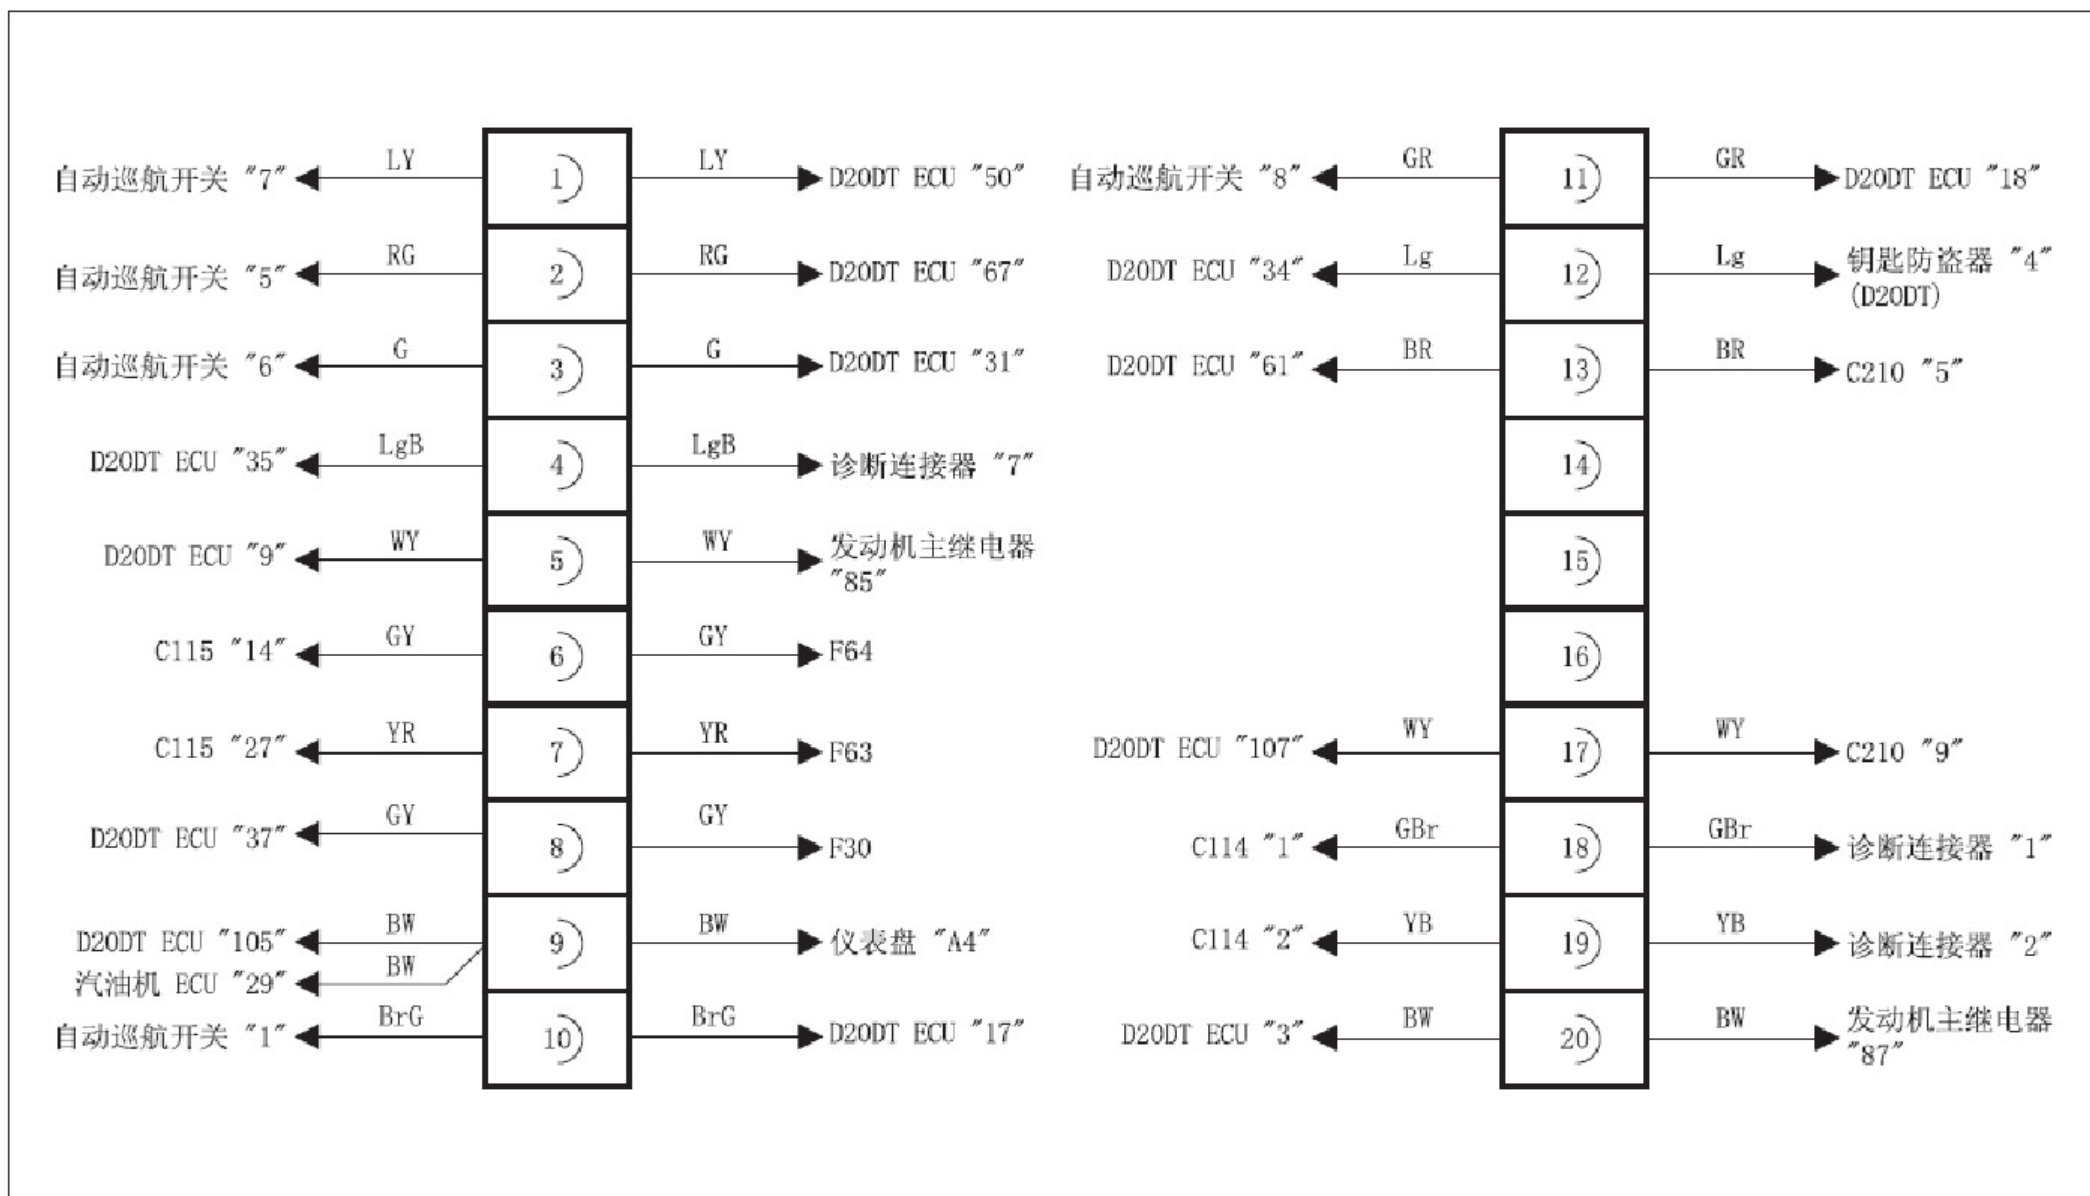 自动巡航开关 "7" LY 1 LY D20DT ECU "50"
自动巡航开关 "5" RG 2 RG D20DT ECU "67"
自动巡航开关 "6" G 3 G D20DT ECU "31"
D20DT ECU "35" LgB 4 LgB 诊断连接器 "7"
D20DT ECU "9" WY 5 WY 发动机主继电器
"85"
C115 "14" GY 6 GY F64
C115 "27" YR 7 YR F63
D20DT ECU "37" GY 8 GY F30
D20DT ECU "105" BW 9 BW 仪表盘 "A4"
汽油机 ECU "29" BW
自动巡航开关 "1" BrG 10 BrG D20DT ECU "17"
自动巡航开关 "8" GR 11 GR D20DT ECU "18"
D20DT ECU "34" Lg 12 Lg 钥匙防盗器 "4"
(D20DT)
D20DT ECU "61" BR 13 BR C210 "5"
14
15
16
D20DT ECU "107" WY 17 WY C210 "9"
C114 "1" GBr 18 GBr 诊断连接器 "1"
C114 "2" YB 19 YB 诊断连接器 "2"
D20DT ECU "3" BW 20 BW 发动机主继电器
"87"